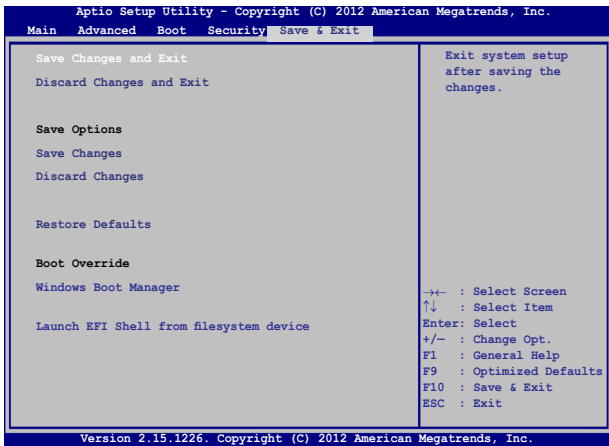 Aptio Setup Utility - Copyright (C) 2012 American Megatrends, Inc.
Main Advanced Boot Security Save & Exit
Save Changes and Exit
Discard Changes and Exit
Save Options
Save Changes
Discard Changes
Restore Defaults
Boot Override
Windows Boot Manager
Launch EFI Shell from filesystem device
Exit system setup
after saving the
changes.
→← : Select Screen
↑↓ : Select Item
Enter: Select
+/— : Change Opt.
F1 : General Help
F9 : Optimized Defaults
F10 : Save & Exit
ESC : Exit
Version 2.15.1226. Copyright (C) 2012 American Megatrends, Inc.